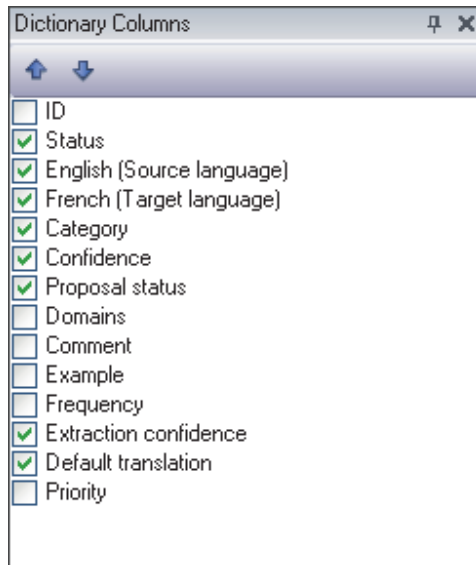 Dictionary Columns
ID
Status
English (Source language)
French (Target language)
Category
Confidence
Proposal status
Domains
Comment
Example
Frequency
Extraction confidence
Default translation
Priority